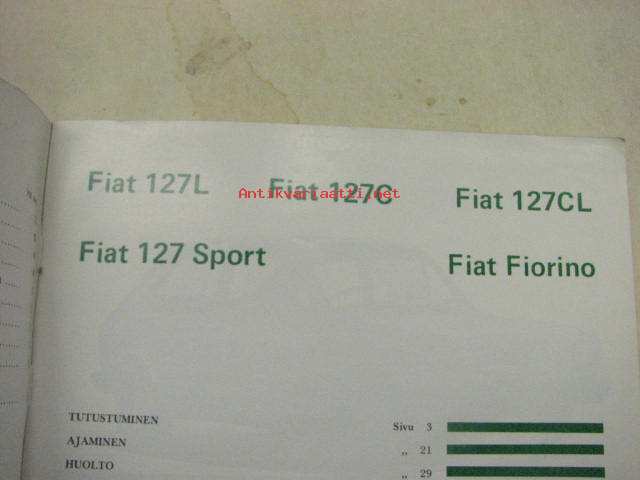 Fiat 127L Fiat 127C Fiat 127CL
Antikvariaatti.net
Fiat 127 Sport Fiat Fiorino
TUTUSTUMINEN Sivu 3
AJAMINEN „ 21
HUOLTO „ 29